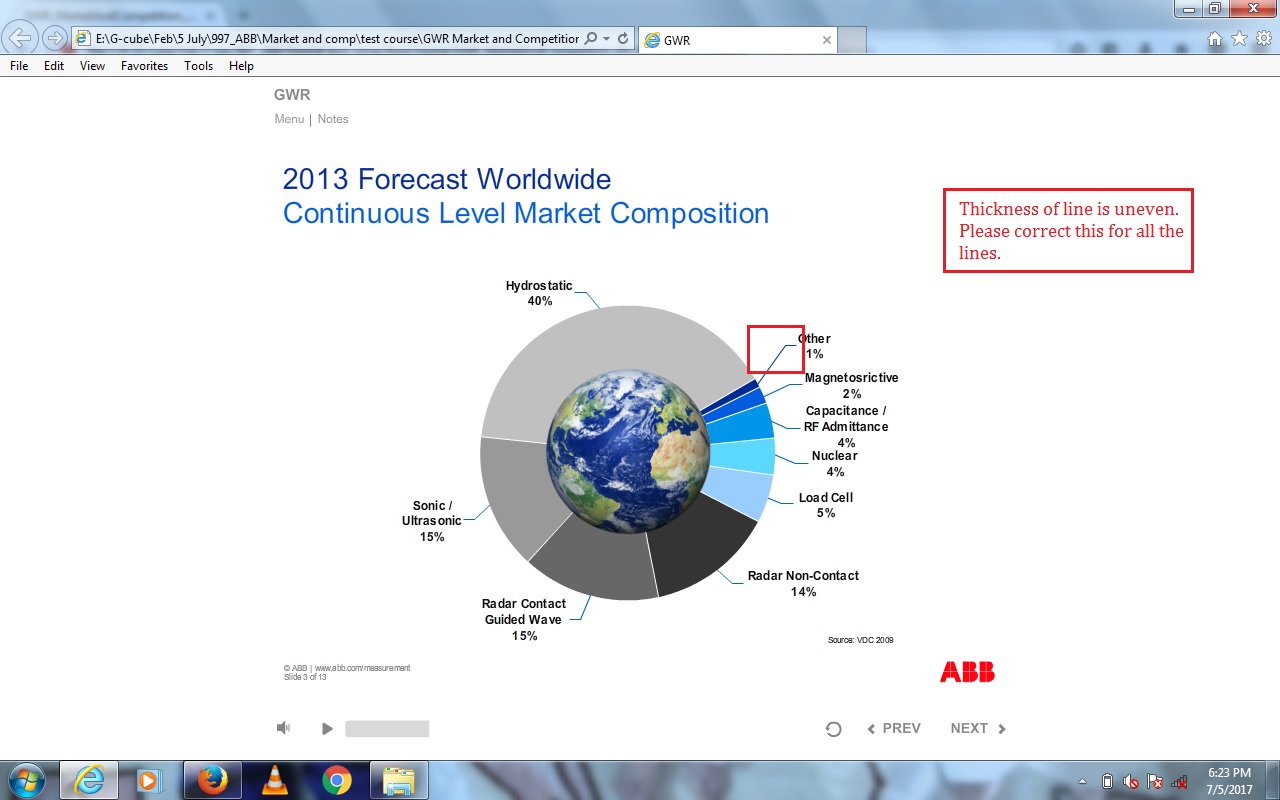 E:\G-cube\Feb\5 July\997_ABB\Market and comp\test course\GWR Market and Competitior
GWR
File Edit View Favorites Tools Help
GWR
Menu | Notes
2013 Forecast Worldwide
Continuous Level Market Composition
Thickness of line is uneven.
Please correct this for all the
lines.
Hydrostatic
40%
Other
1%
Magnetosrictive
2%
Capacitance /
RF Admittance
4%
Nuclear
4%
Load Cell
5%
Radar Non-Contact
14%
Radar Contact
Guided Wave
15%
Sonic /
Ultrasonic
15%
Source: VDC 2009
© ABB | www.abb.com/measurement
Slide 3 of 13
ABB
PREV NEXT
6:23 PM
7/5/2017